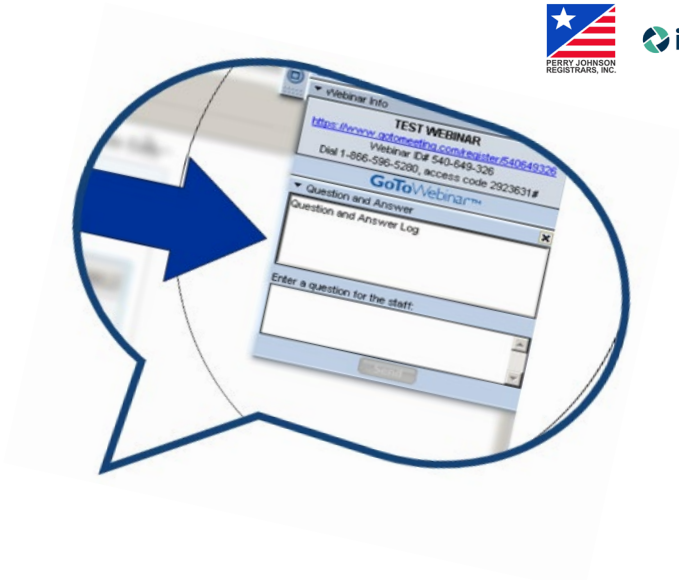 PERRY JOHNSON
REGISTRARS, INC.
Webinar Info
TEST WEBINAR
https://www.gotomeeting.com/register/540649326
Webinar ID# 540-649-326
Dial 1-866-596-5280, access code 2923631#
GoToWebinar™
Question and Answer
Question and Answer Log
Enter a question for the staff: